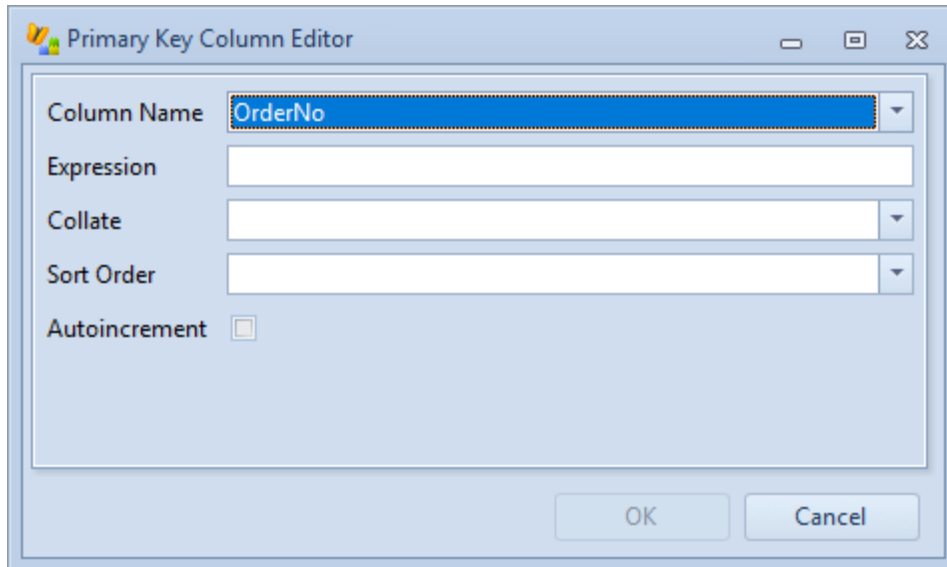 Primary Key Column Editor
Column Name OrderNo
Expression
Collate
Sort Order
Autoincrement
OK Cancel